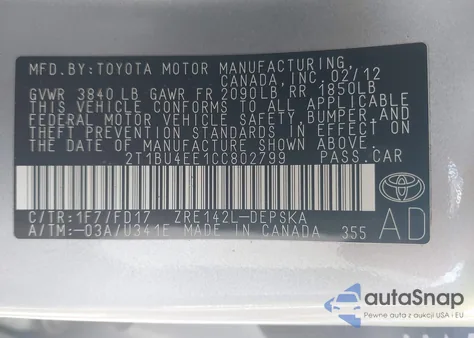 MFD.BY:TOYOTA MOTOR MANUFACTURING,
CANADA,INC.02/12
GVWR 3840 LB GAWR FR 2090LB RR 1850LB
THIS VEHICLE CONFORMS TO ALL APPLICABLE
FEDERAL MOTOR VEHICLE SAFETY,BUMPER,AND
THEFT PREVENTION STANDARDS IN EFFECT ON
THE DATE OF MANUFACTURE SHOWN ABOVE.
2T1BU4EE1CC802799 PASS.CAR
C/TR:1F7/FD17 ZRE142L-DEPSKA
A/TM:-03A/U341E MADE IN CANADA 355
TOYOTA
AD
autoSnap
Pewne auta z aukcji USA i EU